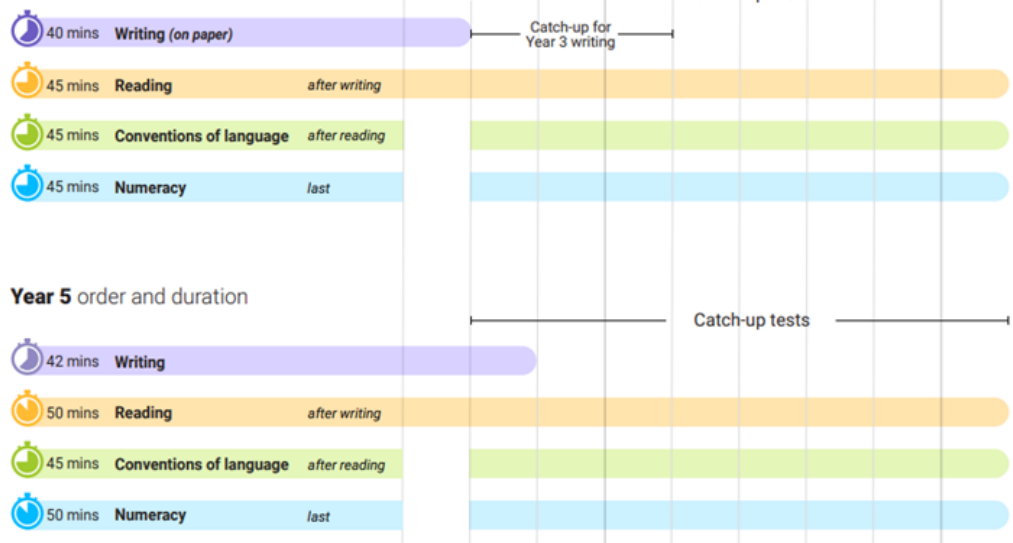 40 mins Writing (on paper)
Catch-up for
Year 3 writing
45 mins Reading after writing
45 mins Conventions of language after reading
45 mins Numeracy last
Year 5 order and duration
Catch-up tests
42 mins Writing
50 mins Reading after writing
45 mins Conventions of language after reading
50 mins Numeracy last